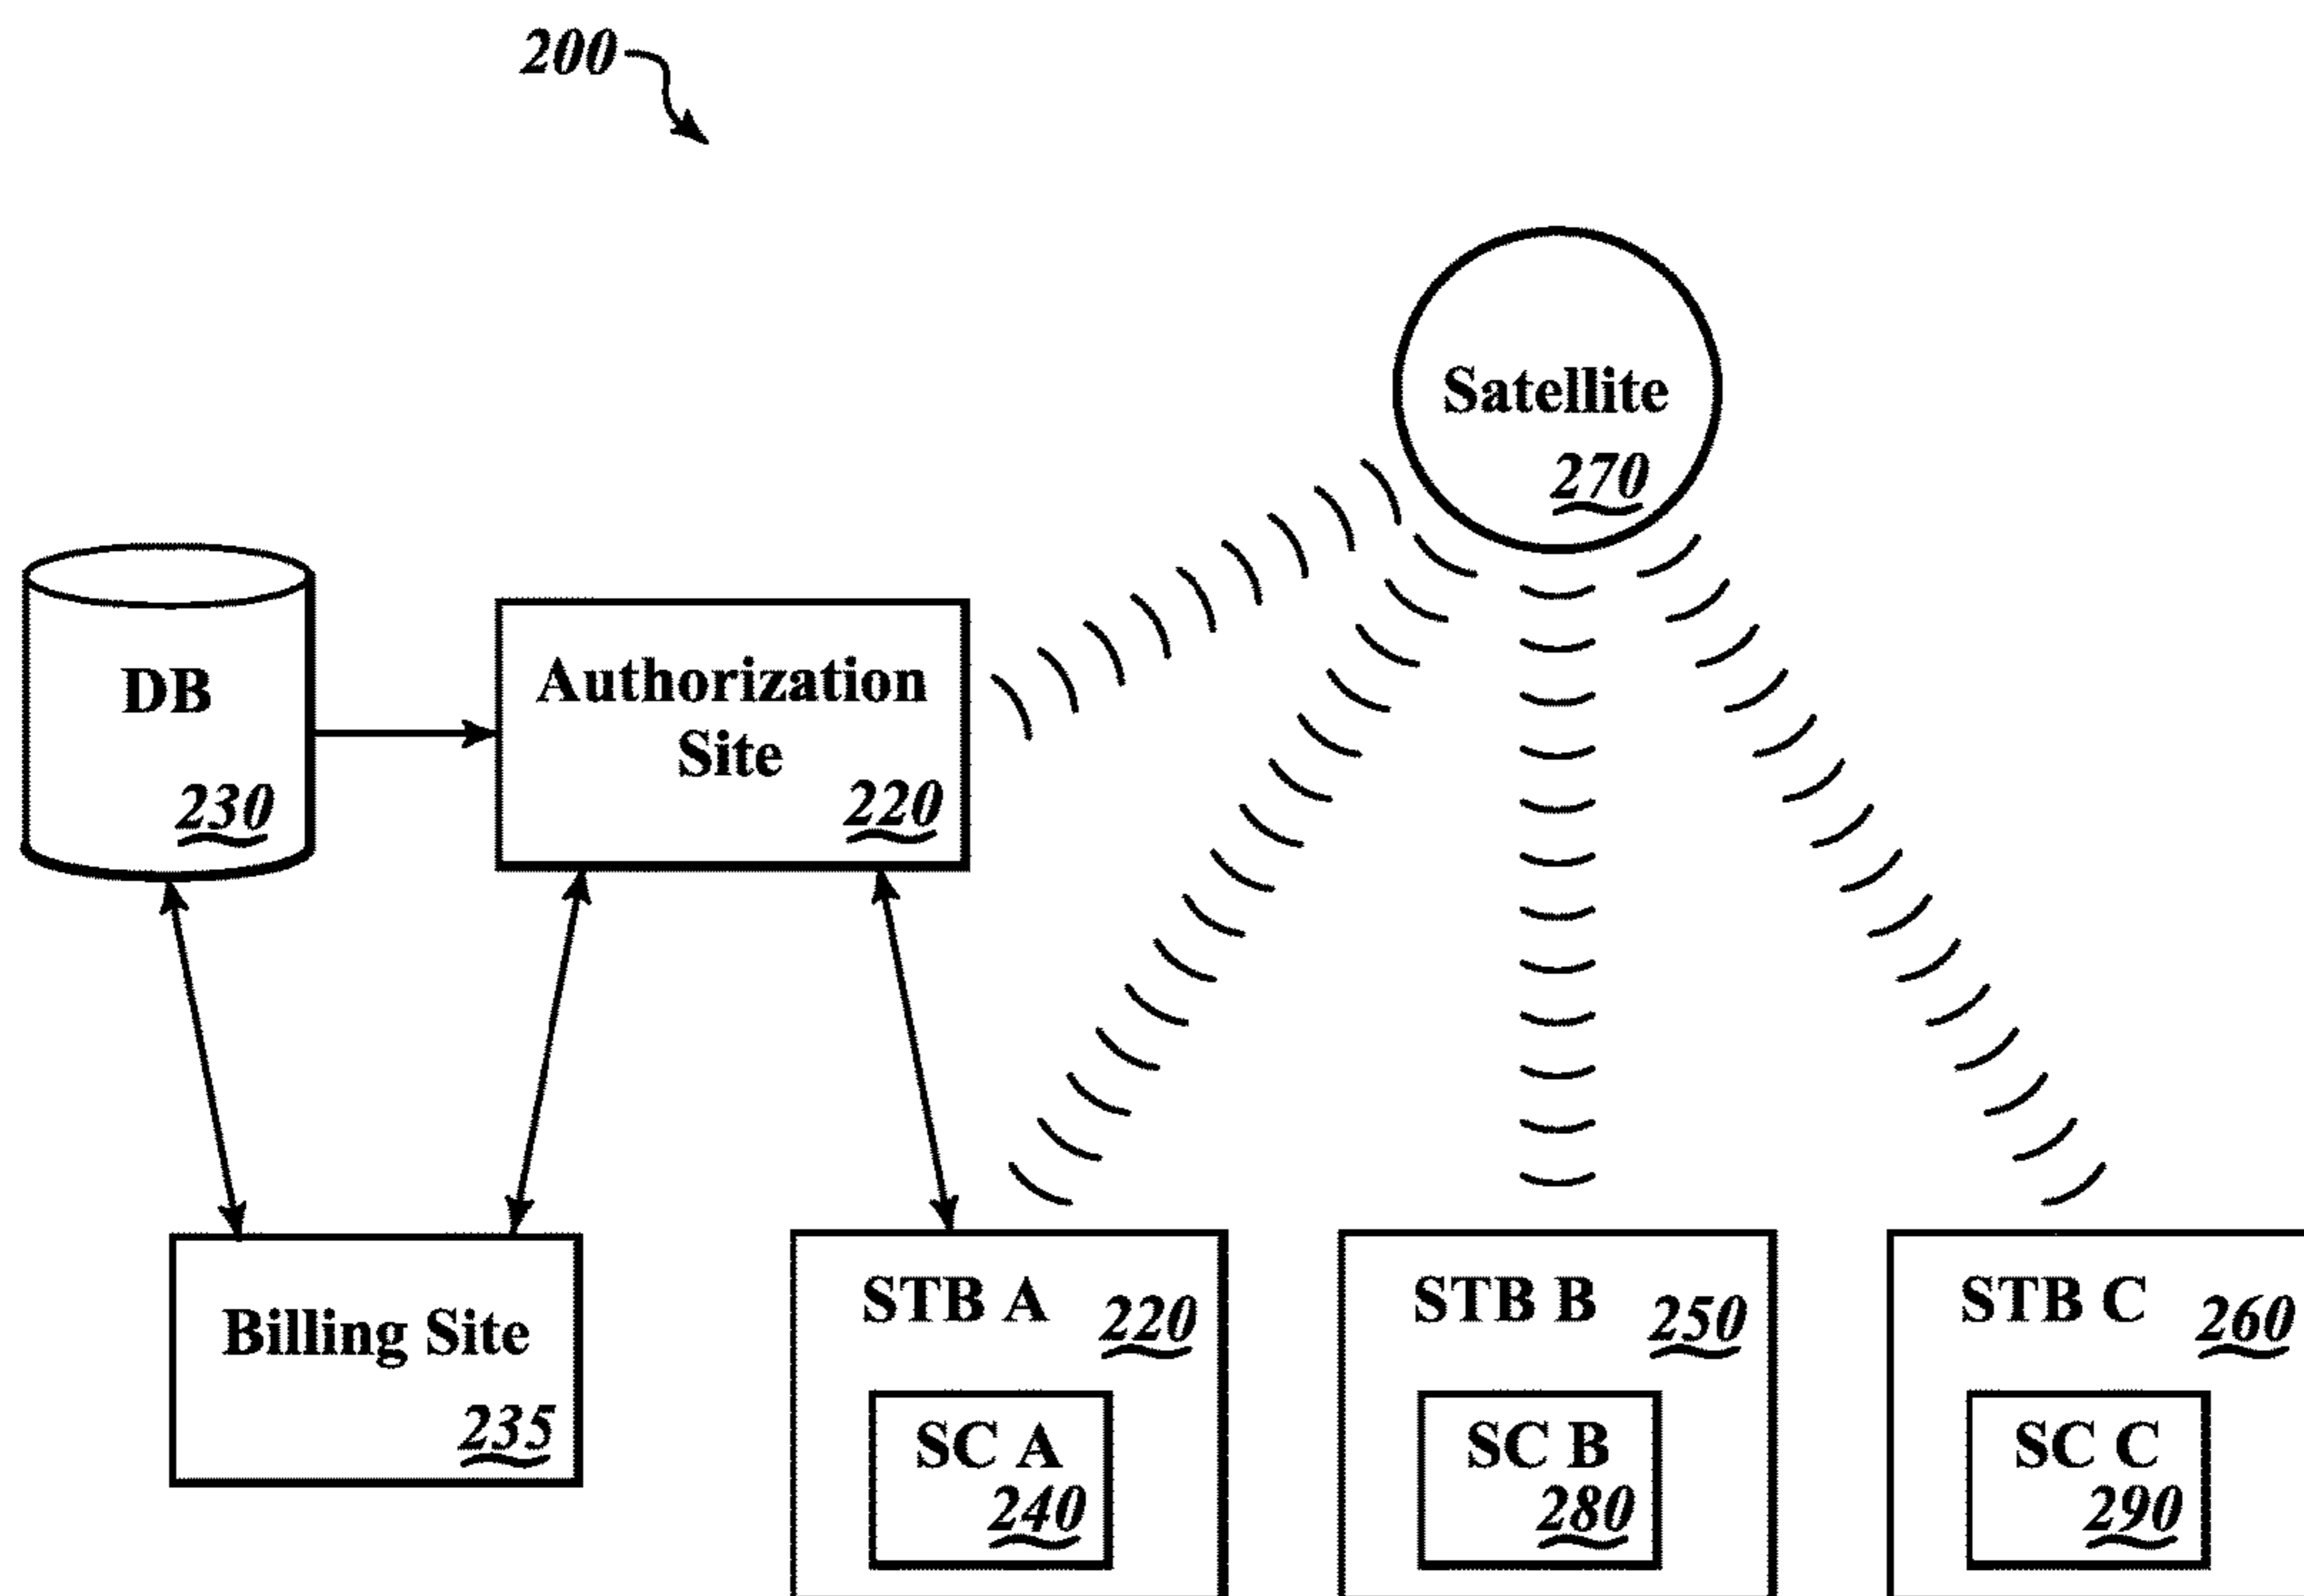 200
Satellite
270
DB
230
Authorization
Site
220
Billing Site
235
STB A 220
SC A
240
STB B 250
SC B
280
STB C 260
SC C
290